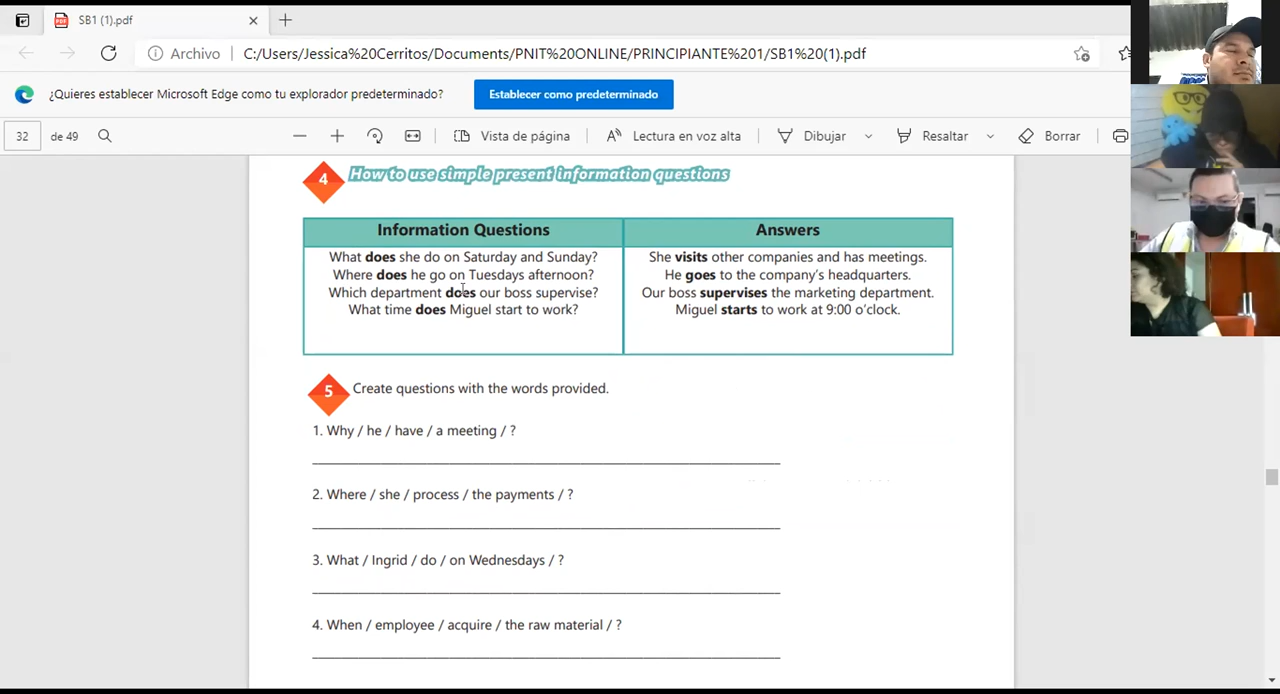 SB1 (1).pdf
Archivo
C:/Users/Jessica%20Cerritos/Documents/PNIT%20ONLINE/PRINCIPIANTE%201/SB1%20(1).pdf
¿Quieres establecer Microsoft Edge como tu explorador predeterminado?
Establecer como predeterminado
32 de 49
Vista de página
Lectura en voz alta
Dibujar
Resaltar
Borrar
4 How to use simple present information questions
Information Questions
What does she do on Saturday and Sunday?
Where does he go on Tuesdays afternoon?
Which department does our boss supervise?
What time does Miguel start to work?
Answers
She visits other companies and has meetings.
He goes to the company's headquarters.
Our boss supervises the marketing department.
Miguel starts to work at 9:00 o'clock.
5 Create questions with the words provided.
1. Why / he / have / a meeting / ?
2. Where / she / process / the payments / ?
3. What / Ingrid / do / on Wednesdays / ?
4. When / employee / acquire / the raw material / ?